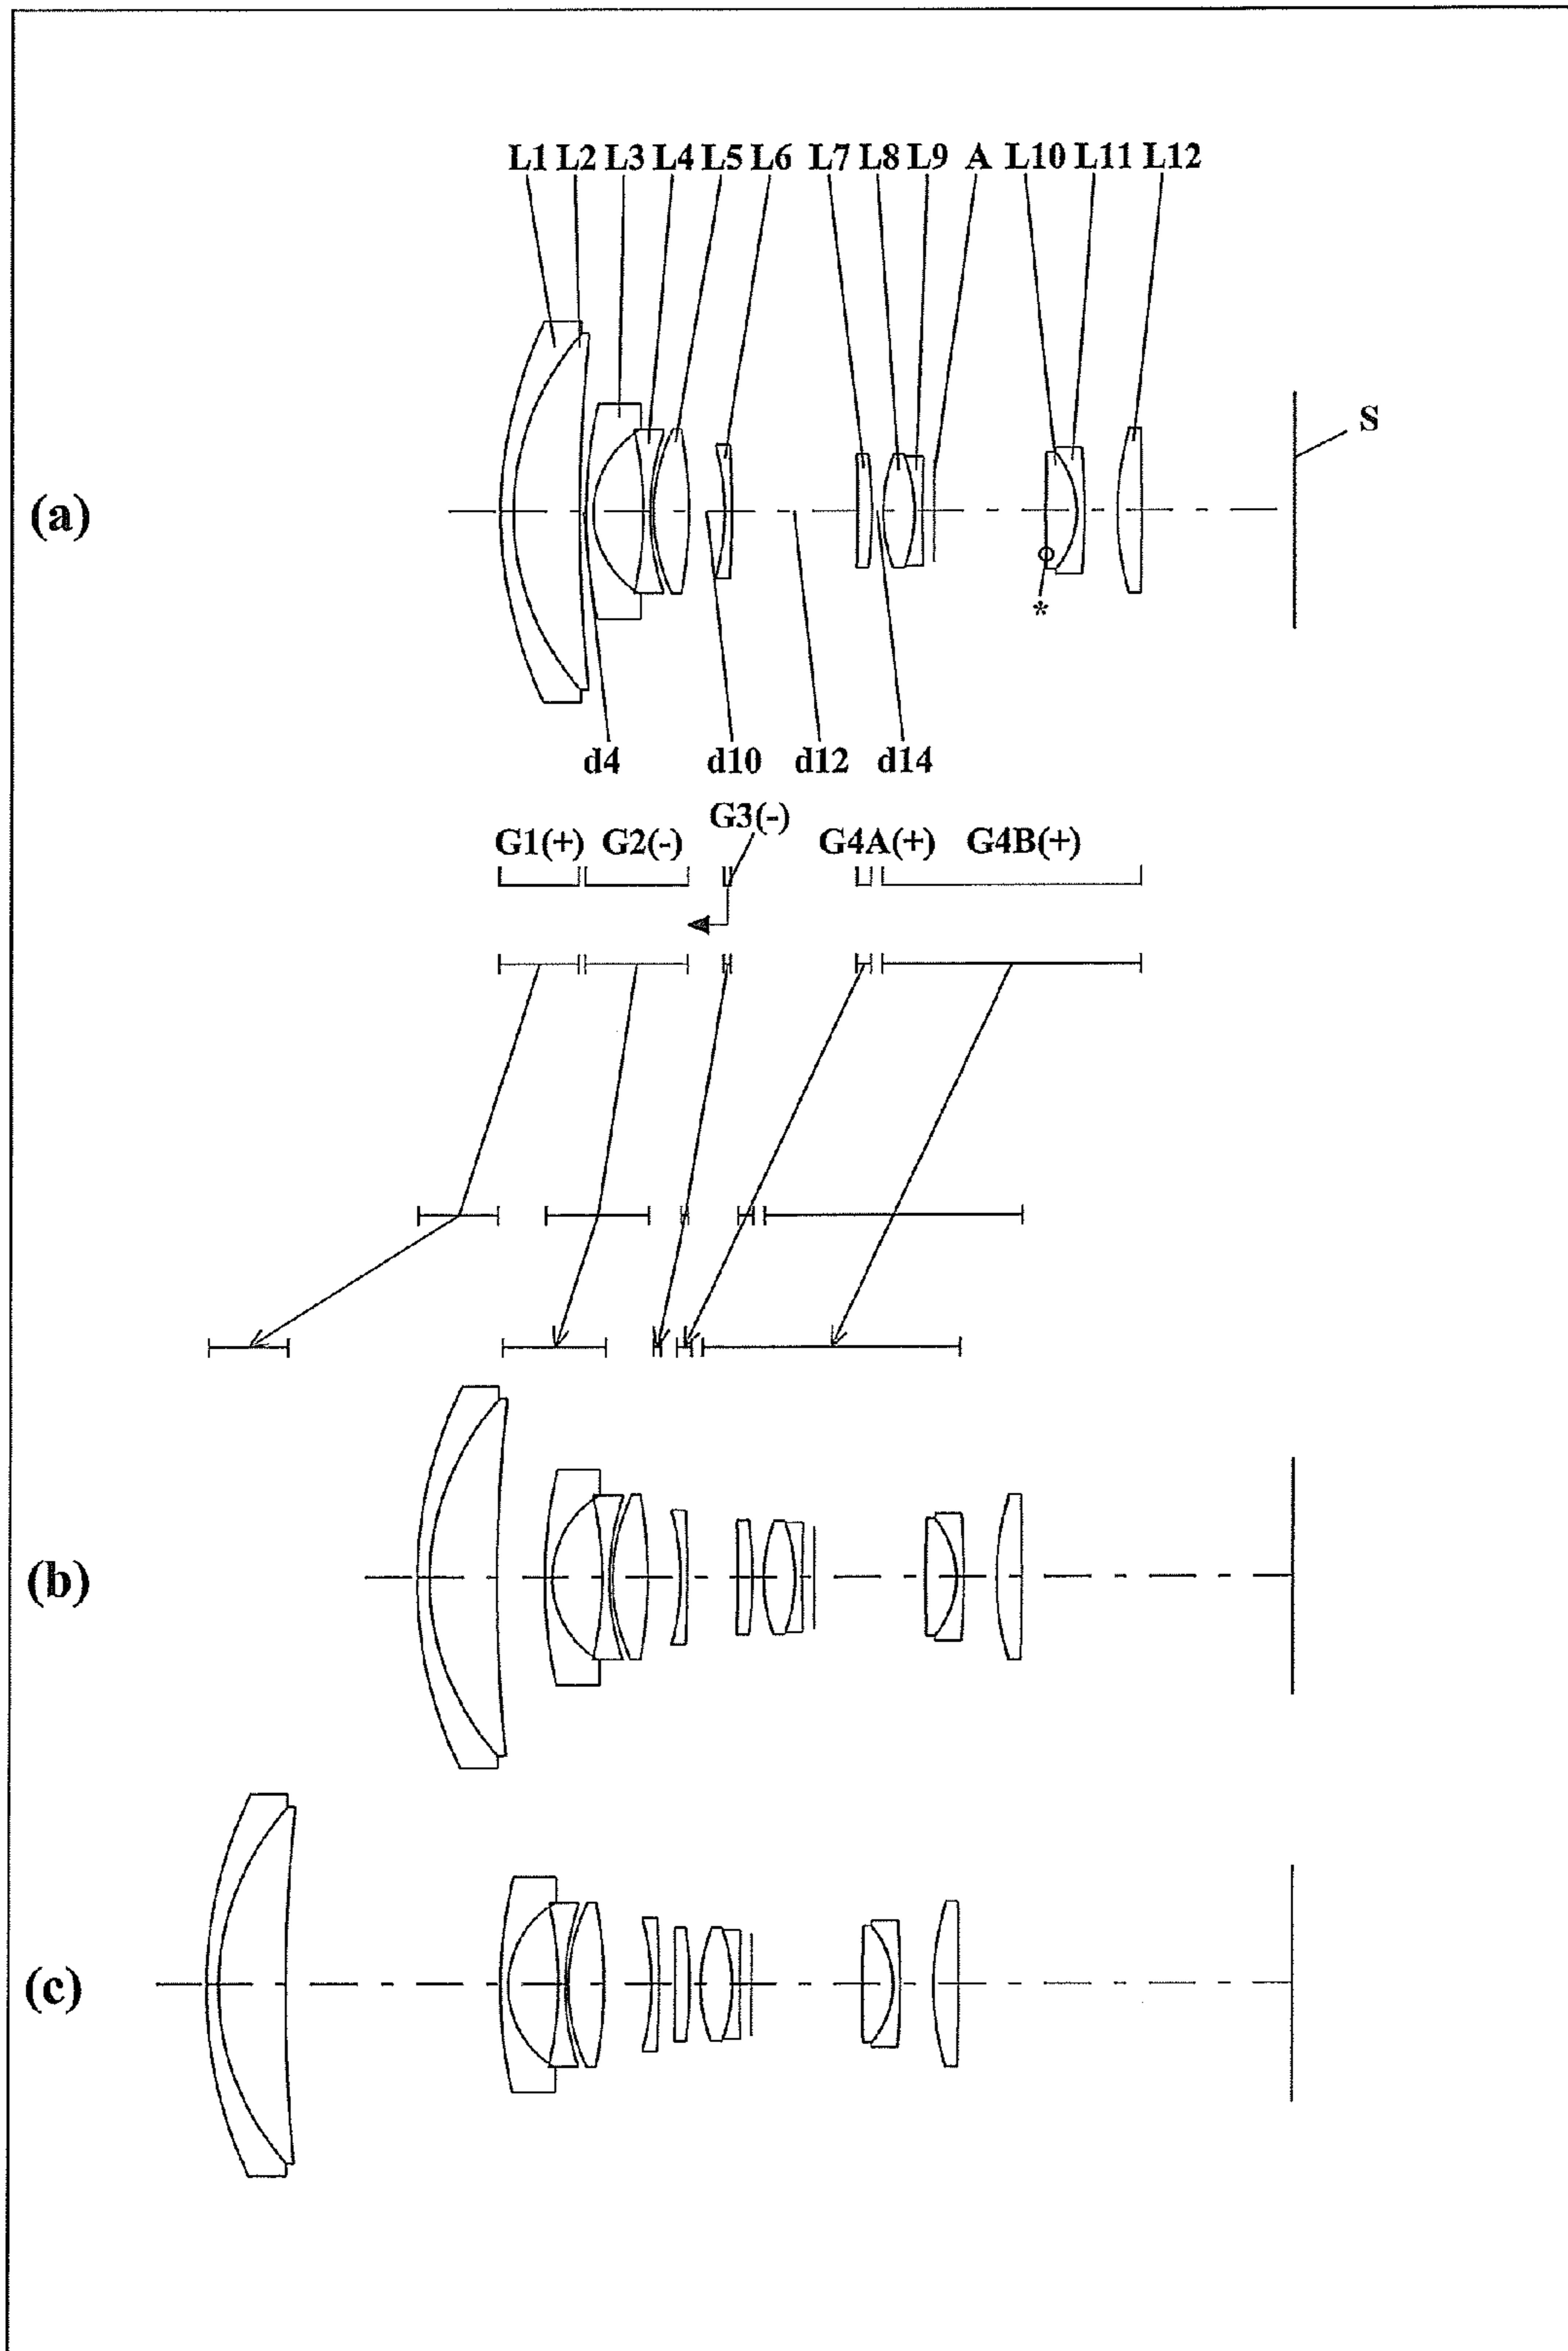 L1 L2 L3 L4 L5 L6 L7 L8 L9 A L10 L11 L12
S
(a)
*
d4 d10 d12 d14
G3(-)
G1(+) G2(-) G4A(+) G4B(+)
(b)
(c)